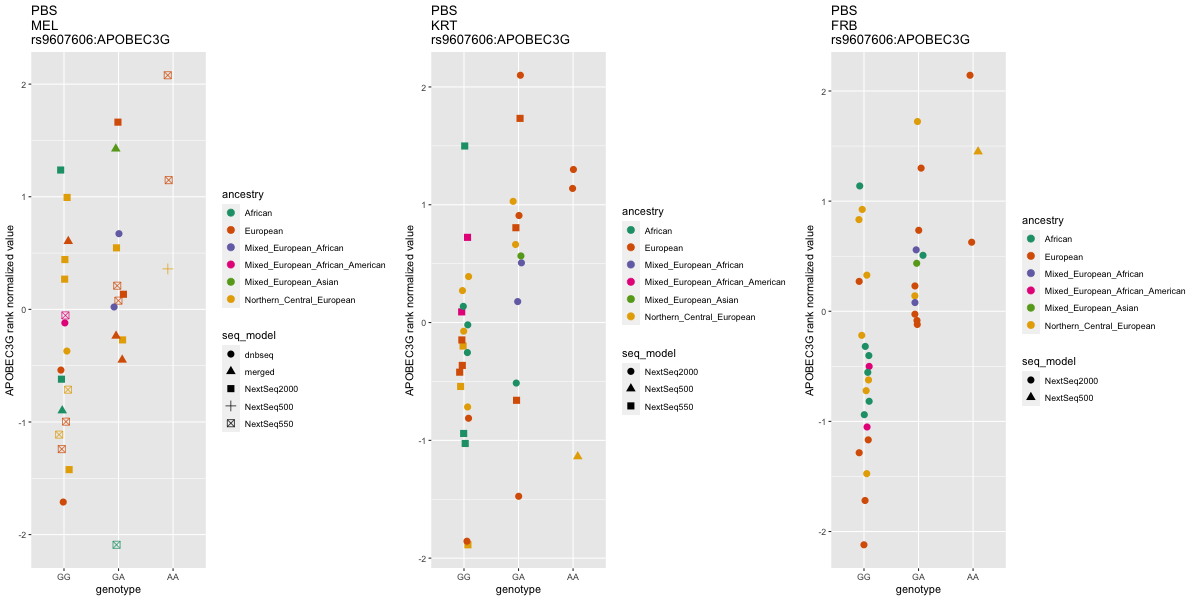 PBS
MEL
rs9607606:APOBEC3G
APOBEC3G rank normalized value
2
1
0
-1
-2
GG
GA
AA
genotype
ancestry
African
European
Mixed_European_African
Mixed_European_African_American
Mixed_European_Asian
Northern_Central_European
seq_model
dnbseq
merged
NextSeq2000
NextSeq500
NextSeq550
PBS
KRT
rs9607606:APOBEC3G
APOBEC3G rank normalized value
2
1
0
-1
-2
GG
GA
AA
genotype
ancestry
African
European
Mixed_European_African
Mixed_European_African_American
Mixed_European_Asian
Northern_Central_European
seq_model
NextSeq2000
NextSeq500
NextSeq550
PBS
FRB
rs9607606:APOBEC3G
APOBEC3G rank normalized value
2
1
0
-1
-2
GG
GA
AA
genotype
ancestry
African
European
Mixed_European_African
Mixed_European_African_American
Mixed_European_Asian
Northern_Central_European
seq_model
NextSeq2000
NextSeq500